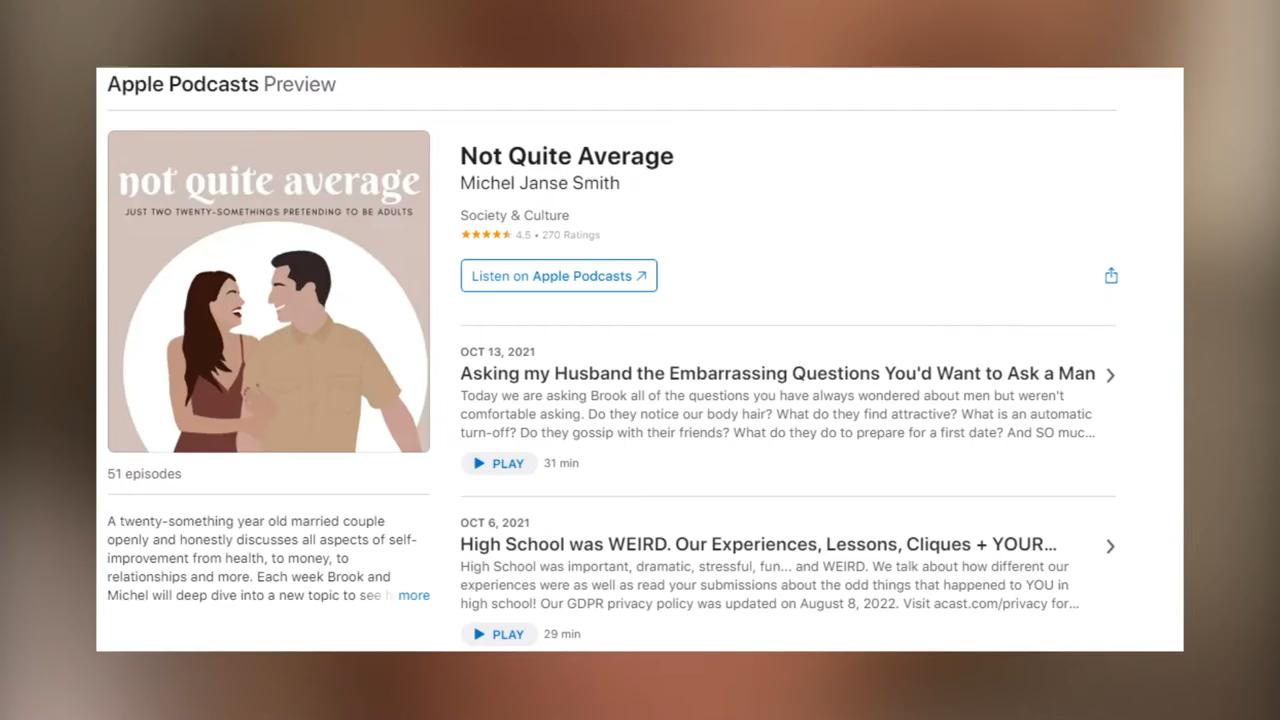 Apple Podcasts Preview
not quite average
JUST TWO TWENTY-SOMETHINGS PRETENDING TO BE ADULTS
51 episodes
A twenty-something year old married couple
openly and honestly discusses all aspects of self-
improvement from health, to money, to
relationships and more. Each week Brook and
Michel will deep dive into a new topic to see h more
Not Quite Average
Michel Janse Smith
Society & Culture
★★★★★ 4.5 • 270 Ratings
Listen on Apple Podcasts ↗
OCT 13, 2021
Asking my Husband the Embarrassing Questions You'd Want to Ask a Man
Today we are asking Brook all of the questions you have always wondered about men but weren't
comfortable asking. Do they notice our body hair? What do they find attractive? What is an automatic
turn-off? Do they gossip with their friends? What do they do to prepare for a first date? And SO muc...
PLAY 31 min
OCT 6, 2021
High School was WEIRD. Our Experiences, Lessons, Cliques + YOUR...
High School was important, dramatic, stressful, fun... and WEIRD. We talk about how different our
experiences were as well as read your submissions about the odd things that happened to YOU in
high school! Our GDPR privacy policy was updated on August 8, 2022. Visit acast.com/privacy for...
PLAY 29 min